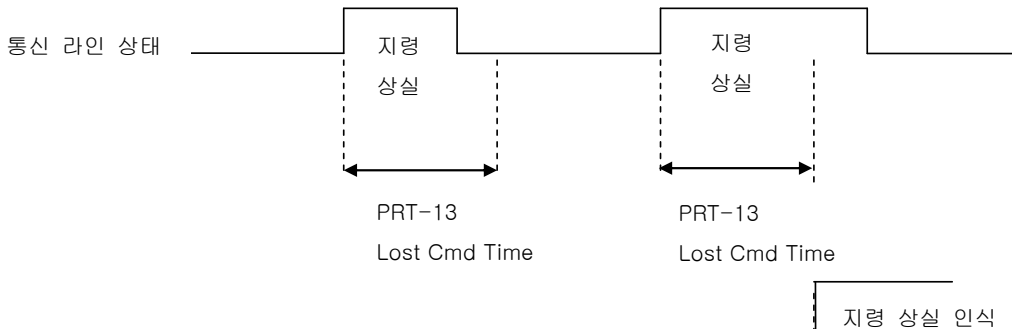 통신 라인 상태
지령
상실
지령
상실
PRT-13
Lost Cmd Time
PRT-13
Lost Cmd Time
지령 상실 인식